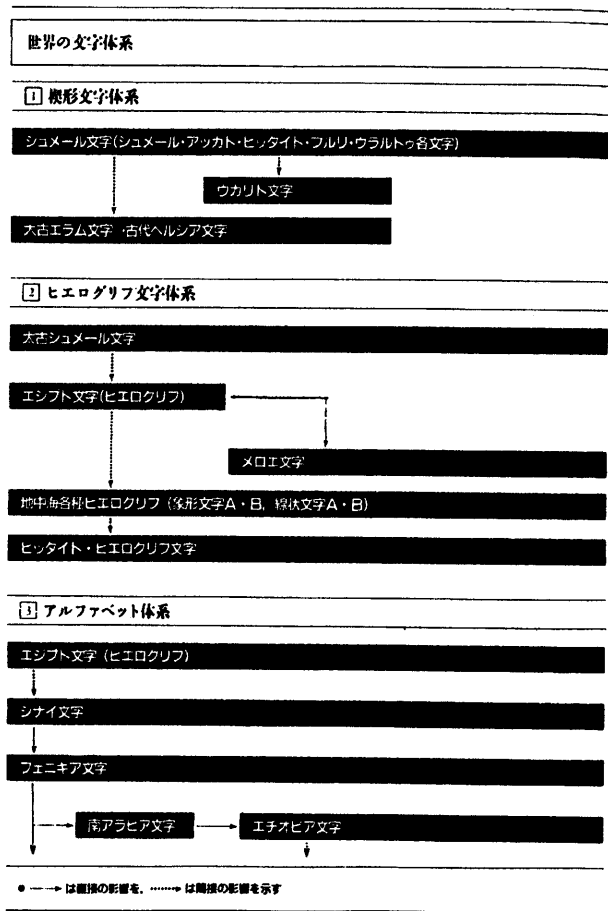 世界の文字体系
1 楔形文字体系
シュメール文字(シュメール・アッカト・ヒッタイト・フルリ・ウラルトゥ各文字)
ウカリト文字
太古エラム文字・古代ヘルシア文字
2 ヒエログリフ文字体系
太古シュメール文字
エシプト文字(ヒエロクリフ)
メロエ文字
地中海各種ヒエロクリフ (象形文字A・B, 線状文字A・B)
ヒッタイト・ヒエロクリフ文字
3 アルファベット体系
エシプト文字 (ヒエロクリフ)
シナイ文字
フェニキア文字
南アラヒア文字
エチオピア文字
● ---→ は直接の影響を, ……→ は間接の影響を示す